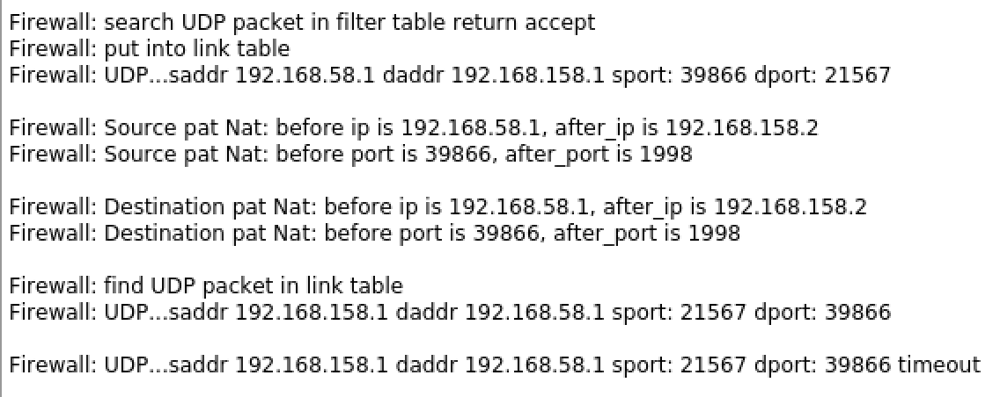 Firewall: search UDP packet in filter table return accept
Firewall: put into link table
Firewall: UDP...saddr 192.168.58.1 daddr 192.168.158.1 sport: 39866 dport: 21567
Firewall: Source pat Nat: before ip is 192.168.58.1, after_ip is 192.168.158.2
Firewall: Source pat Nat: before port is 39866, after_port is 1998
Firewall: Destination pat Nat: before ip is 192.168.58.1, after_ip is 192.168.158.2
Firewall: Destination pat Nat: before port is 39866, after_port is 1998
Firewall: find UDP packet in link table
Firewall: UDP...saddr 192.168.158.1 daddr 192.168.58.1 sport: 21567 dport: 39866
Firewall: UDP...saddr 192.168.158.1 daddr 192.168.58.1 sport: 21567 dport: 39866 timeout